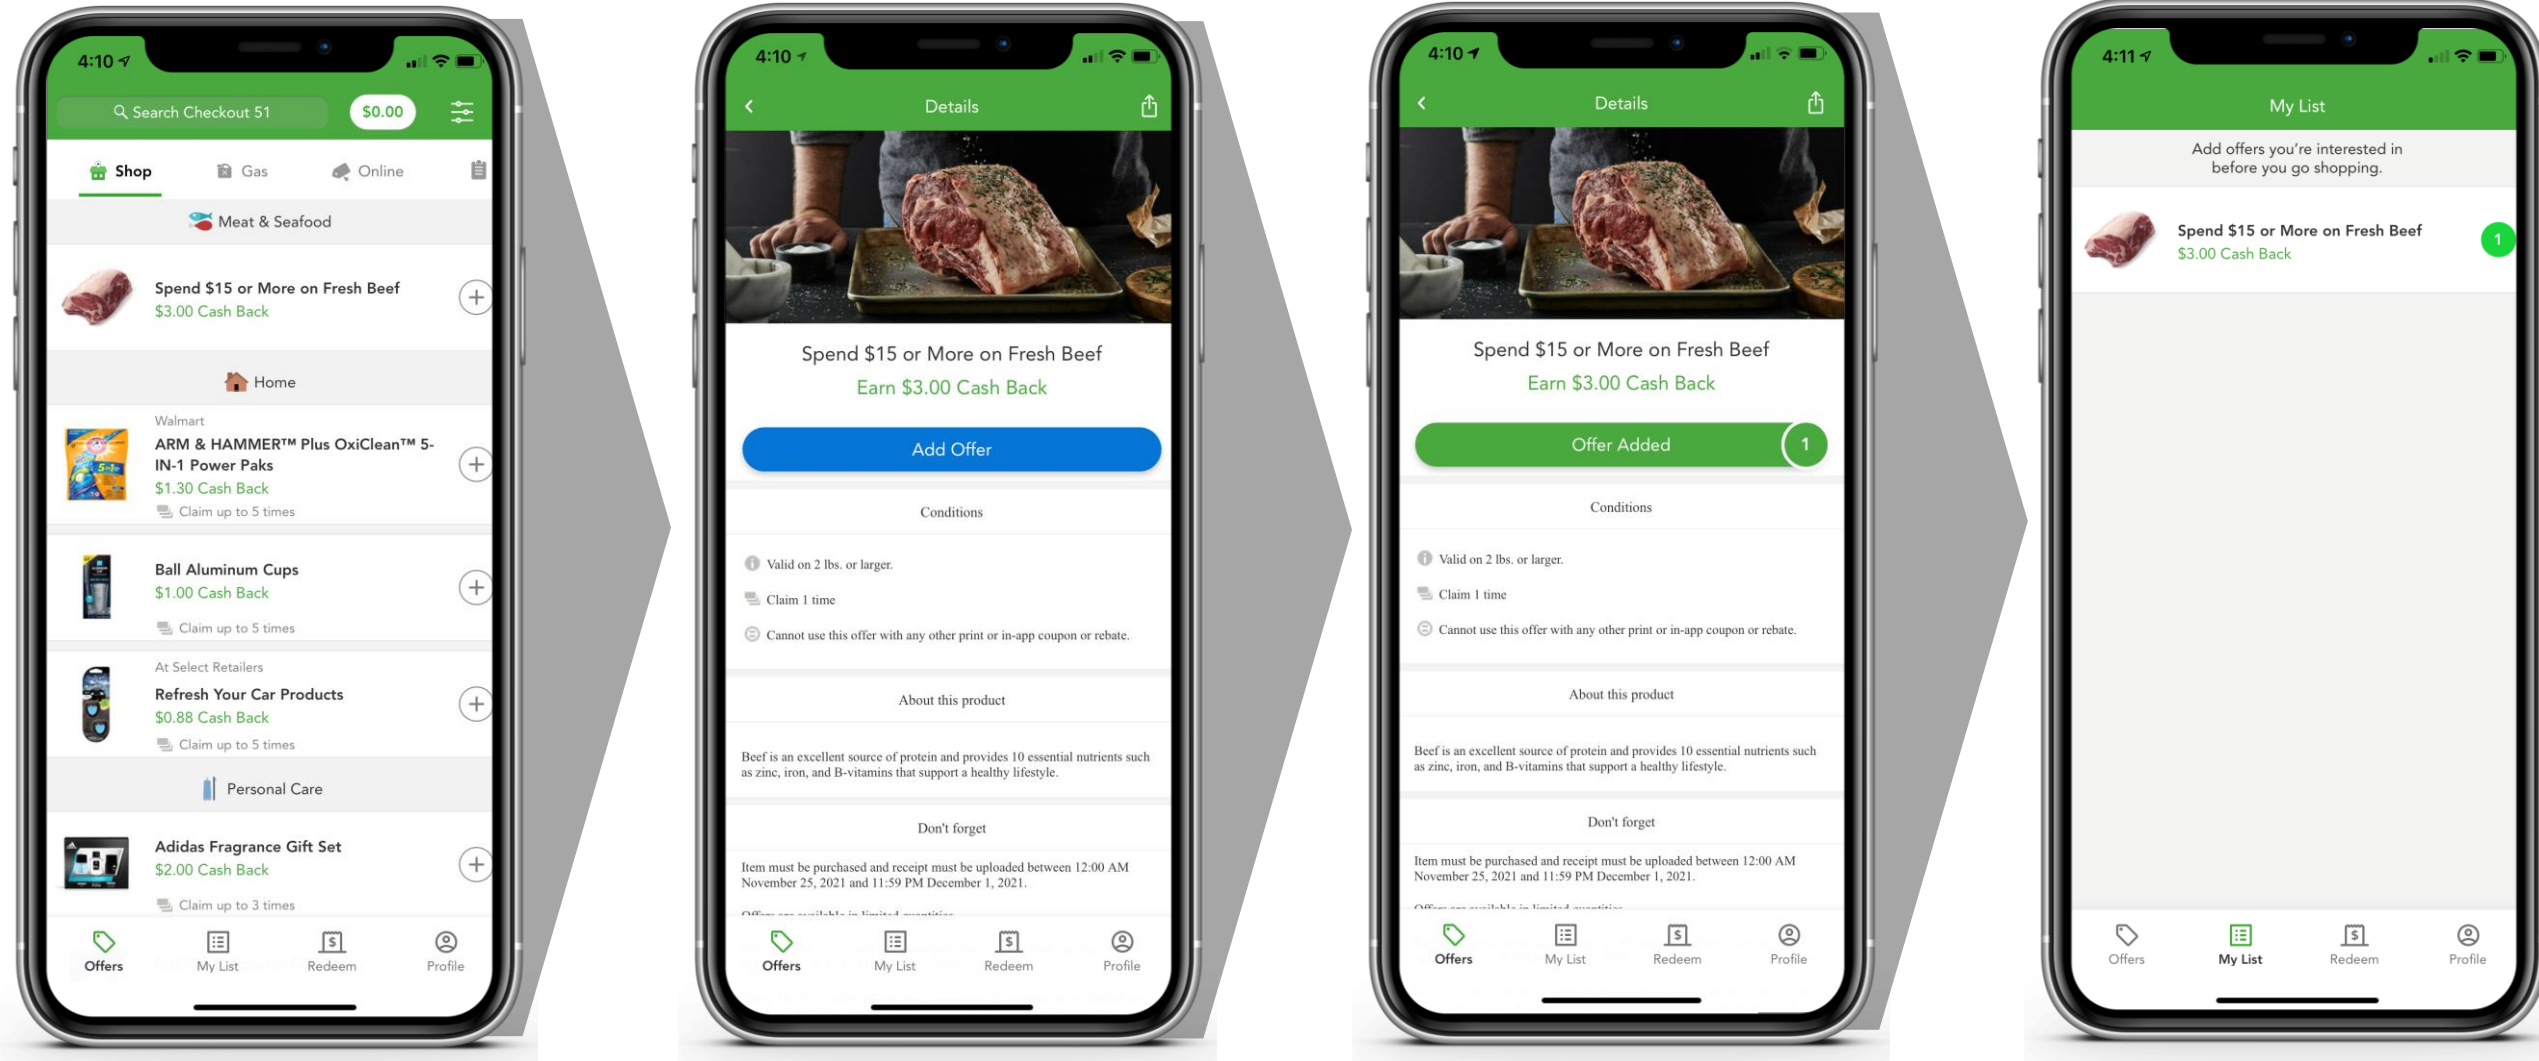 4:10
Search Checkout 51
$0.00
Shop
Gas
Online
Meat & Seafood
Spend $15 or More on Fresh Beef
$3.00 Cash Back
Home
Walmart
ARM & HAMMER™ Plus OxiClean™ 5-
IN-1 Power Paks
$1.30 Cash Back
Claim up to 5 times
Ball Aluminum Cups
$1.00 Cash Back
Claim up to 5 times
At Select Retailers
Refresh Your Car Products
$0.88 Cash Back
Claim up to 5 times
Personal Care
Adidas Fragrance Gift Set
$2.00 Cash Back
Claim up to 3 times
Offers
My List
Redeem
Profile
4:10
Details
Spend $15 or More on Fresh Beef
Earn $3.00 Cash Back
Add Offer
Conditions
Valid on 2 lbs. or larger.
Claim 1 time
Cannot use this offer with any other print or in-app coupon or rebate.
About this product
Beef is an excellent source of protein and provides 10 essential nutrients such
as zinc, iron, and B-vitamins that support a healthy lifestyle.
Don't forget
Item must be purchased and receipt must be uploaded between 12:00 AM
November 25, 2021 and 11:59 PM December 1, 2021.
Offers are available in limited quantities
Offers
My List
Redeem
Profile
4:10
Details
Spend $15 or More on Fresh Beef
Earn $3.00 Cash Back
Offer Added
1
Conditions
Valid on 2 lbs. or larger.
Claim 1 time
Cannot use this offer with any other print or in-app coupon or rebate.
About this product
Beef is an excellent source of protein and provides 10 essential nutrients such
as zinc, iron, and B-vitamins that support a healthy lifestyle.
Don't forget
Item must be purchased and receipt must be uploaded between 12:00 AM
November 25, 2021 and 11:59 PM December 1, 2021.
Offers are available in limited quantities
Offers
My List
Redeem
Profile
4:11
My List
Add offers you're interested in
before you go shopping.
Spend $15 or More on Fresh Beef
$3.00 Cash Back
1
Offers
My List
Redeem
Profile